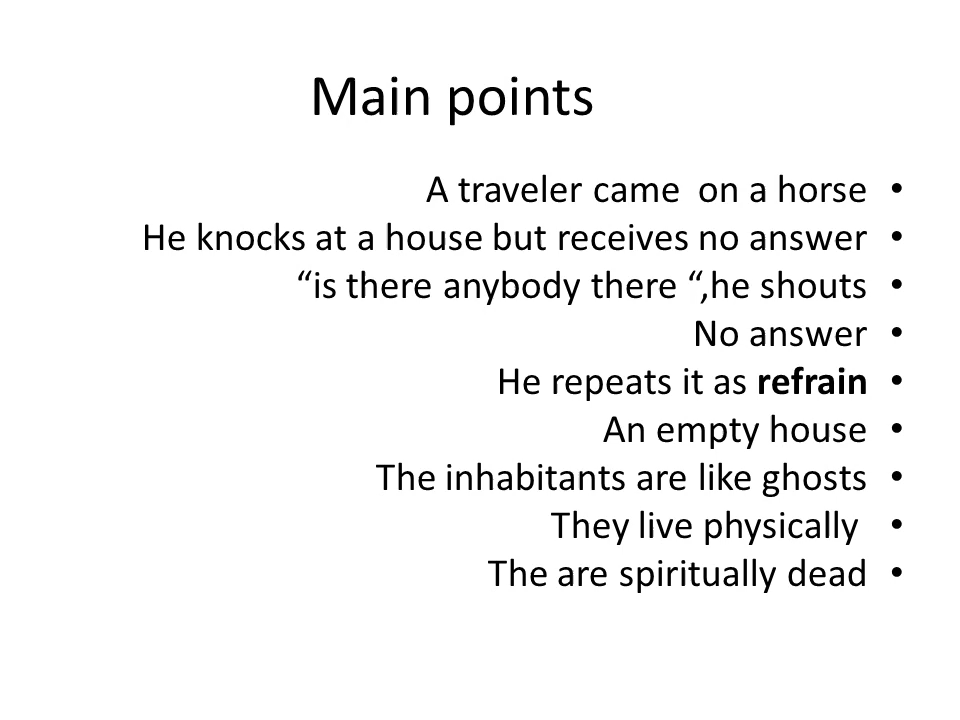 Main points
• A traveler came  on a horse
• He knocks at a house but receives no answer
• “is there anybody there “,he shouts
• No answer
• He repeats it as refrain
• An empty house
• The inhabitants are like ghosts
• They live physically
• The are spiritually dead